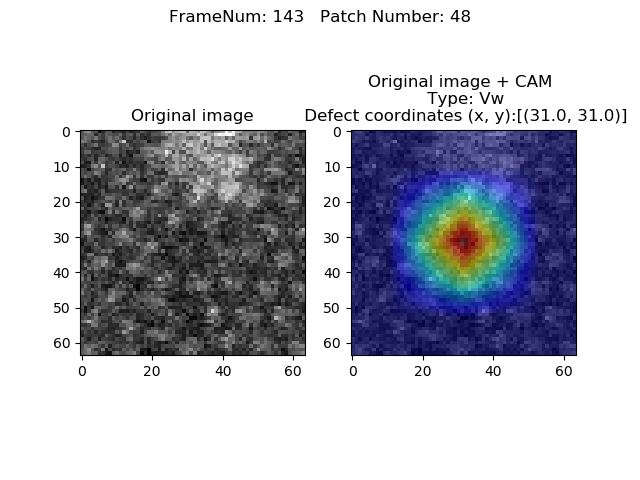 FrameNum: 143   Patch Number: 48
Original image
Original image + CAM
Type: Vw
Defect coordinates (x, y):[(31.0, 31.0)]
0
10
20
30
40
50
60
0 20 40 60
0
10
20
30
40
50
60
0 20 40 60